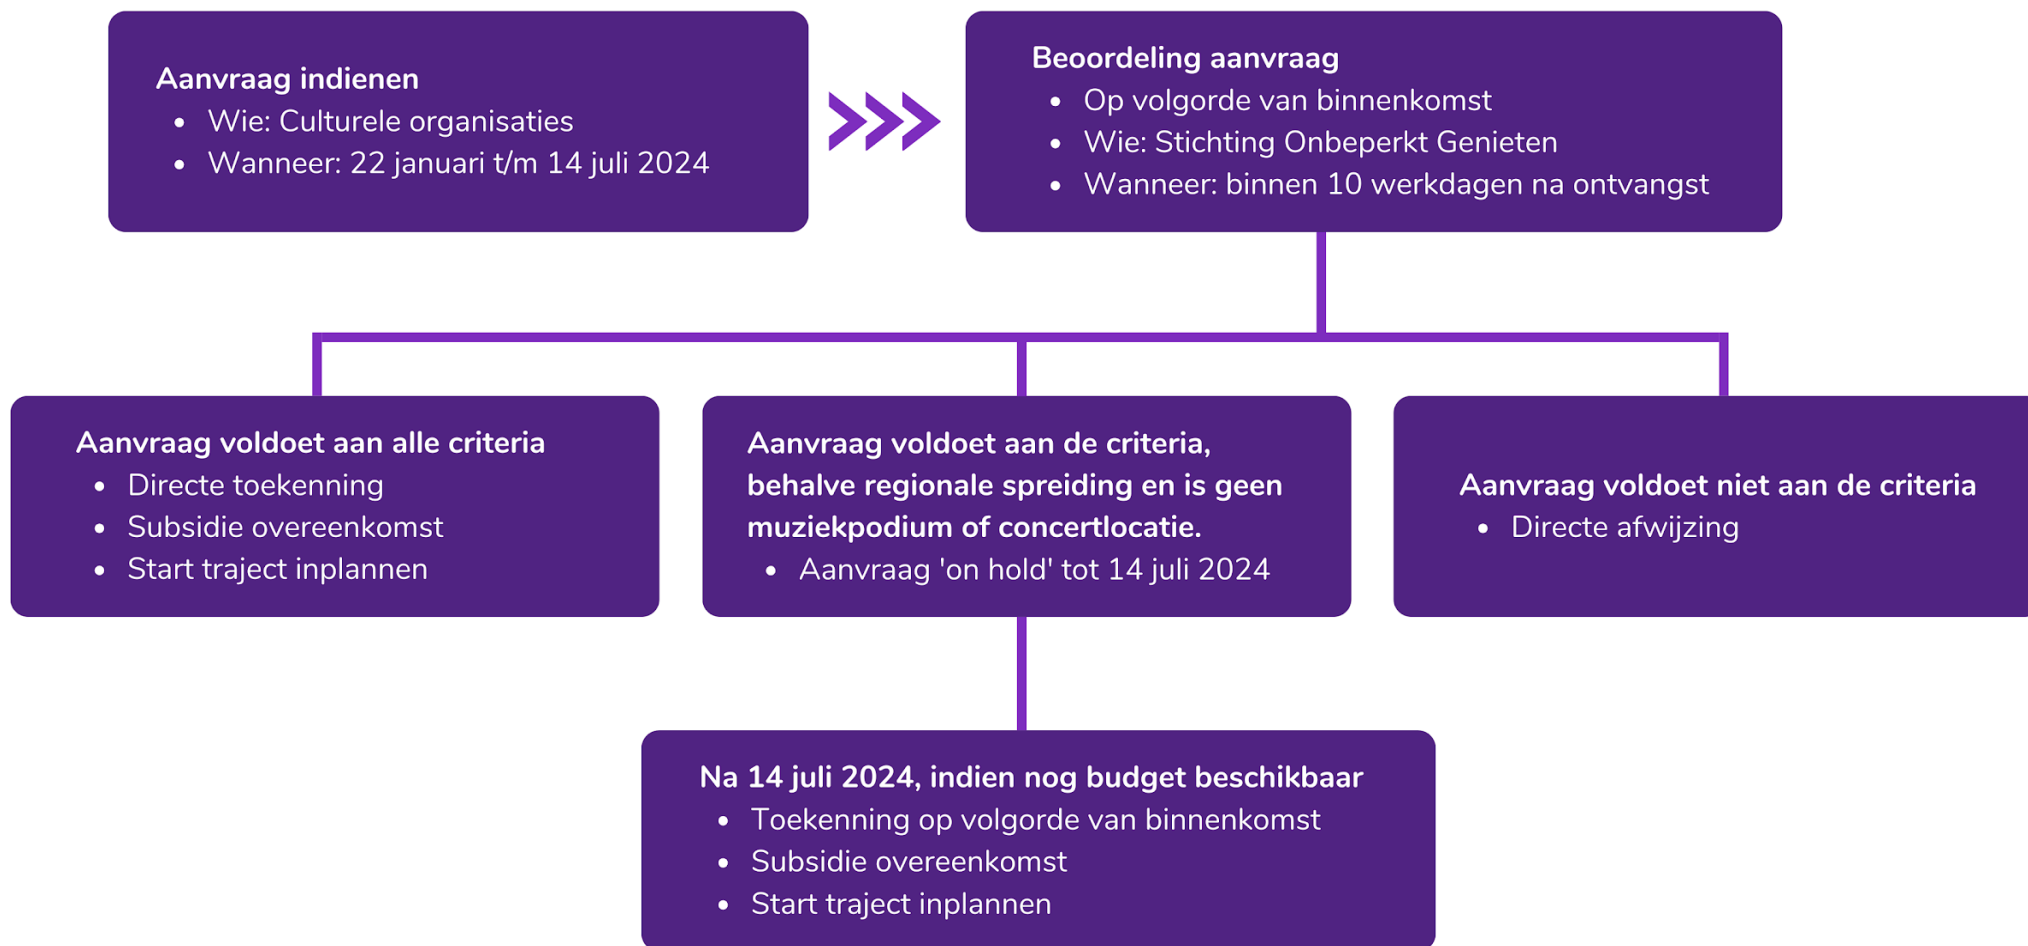 Aanvraag indienen
• Wie: Culturele organisaties
• Wanneer: 22 januari t/m 14 juli 2024
Beoordeling aanvraag
• Op volgorde van binnenkomst
• Wie: Stichting Onbeperkt Genieten
• Wanneer: binnen 10 werkdagen na ontvangst
Aanvraag voldoet aan alle criteria
• Directe toekenning
• Subsidie overeenkomst
• Start traject inplannen
Aanvraag voldoet aan de criteria,
behalve regionale spreiding en is geen
muziekpodium of concertlocatie.
• Aanvraag 'on hold' tot 14 juli 2024
Aanvraag voldoet niet aan de criteria
• Directe afwijzing
Na 14 juli 2024, indien nog budget beschikbaar
• Toekenning op volgorde van binnenkomst
• Subsidie overeenkomst
• Start traject inplannen